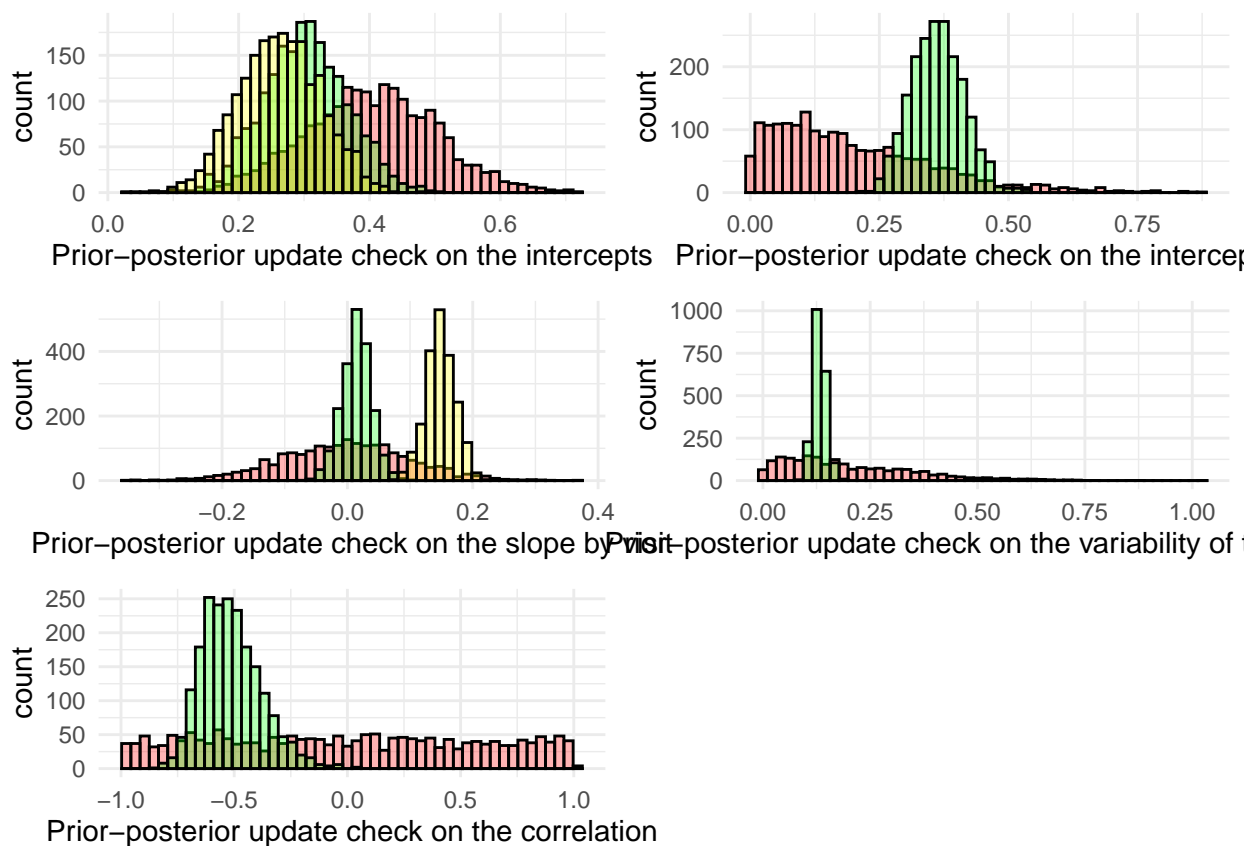 count
150
100
50
0
0.0 0.2 0.4 0.6
Prior−posterior update check on the intercepts
count
200
100
0
0.00 0.25 0.50 0.75
Prior−posterior update check on the intercep
count
400
200
0
−0.2 0.0 0.2 0.4
Prior−posterior update check on the slope by visit
count
1000
750
500
250
0
0.00 0.25 0.50 0.75 1.00
Prior−posterior update check on the variability of
count
250
200
150
100
50
0
−1.0 −0.5 0.0 0.5 1.0
Prior−posterior update check on the correlation